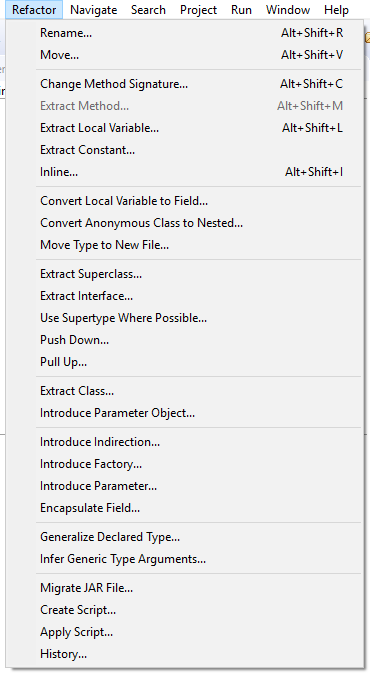 Refactor Navigate Search Project Run Window Help
Rename... Alt+Shift+R
Move... Alt+Shift+V
Change Method Signature... Alt+Shift+C
Extract Method... Alt+Shift+M
Extract Local Variable... Alt+Shift+L
Extract Constant...
Inline... Alt+Shift+I
Convert Local Variable to Field...
Convert Anonymous Class to Nested...
Move Type to New File...
Extract Superclass...
Extract Interface...
Use Supertype Where Possible...
Push Down...
Pull Up...
Extract Class...
Introduce Parameter Object...
Introduce Indirection...
Introduce Factory...
Introduce Parameter...
Encapsulate Field...
Generalize Declared Type...
Infer Generic Type Arguments...
Migrate JAR File...
Create Script...
Apply Script...
History...